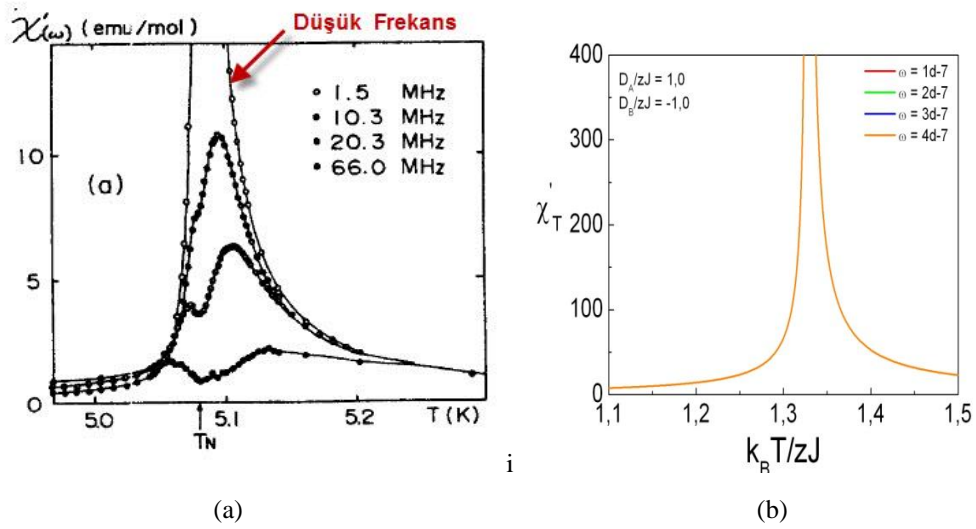 χ'(ω) (emu/mol)
Düşük Frekans
1.5 MHz
10.3 MHz
20.3 MHz
66.0 MHz
(a)
10
5
0
5.0
5.1
5.2
T(K)
TN
i
(a)
D_A/zJ = 1,0
D_B/zJ = -1,0
ω = 1d-7
ω = 2d-7
ω = 3d-7
ω = 4d-7
χ'_T
400
300
200
100
0
1,1
1,2
1,3
1,4
1,5
k_BT/zJ
(b)